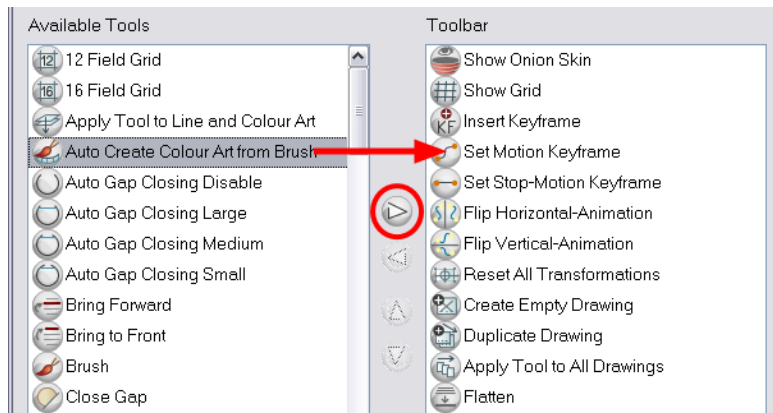 Available Tools
12 Field Grid
16 Field Grid
Apply Tool to Line and Colour Art
Auto Create Colour Art from Brush
Auto Gap Closing Disable
Auto Gap Closing Large
Auto Gap Closing Medium
Auto Gap Closing Small
Bring Forward
Bring to Front
Brush
Close Gap
Toolbar
Show Onion Skin
Show Grid
KF Insert Keyframe
Set Motion Keyframe
Set Stop-Motion Keyframe
Flip Horizontal-Animation
Flip Vertical-Animation
Reset All Transformations
Create Empty Drawing
Duplicate Drawing
Apply Tool to All Drawings
Flatten